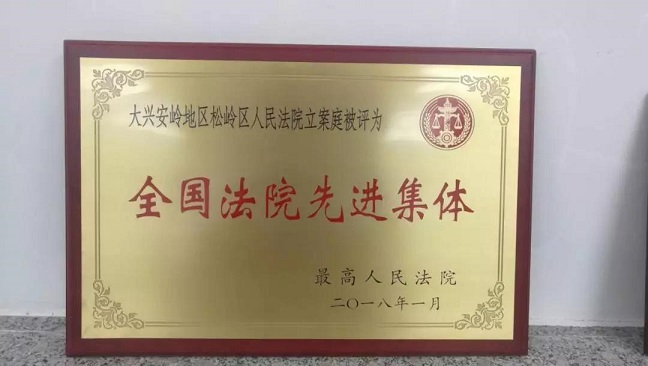 大兴安岭地区松岭区人民法院立案庭被评为
全国法院先进集体
最高人民法院
二〇一八年一月